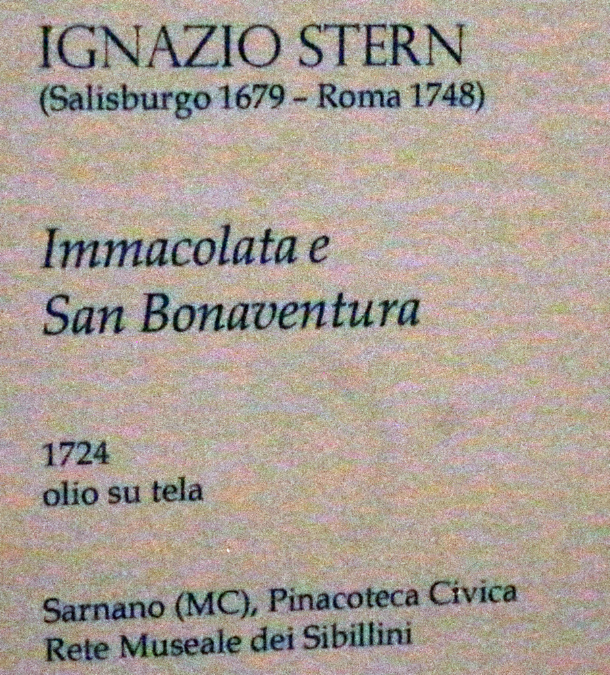 IGNAZIO STERN
(Salisburgo 1679 – Roma 1748)
Immacolata e
San Bonaventura
1724
olio su tela
Sarnano (MC), Pinacoteca Civica
Rete Museale dei Sibillini